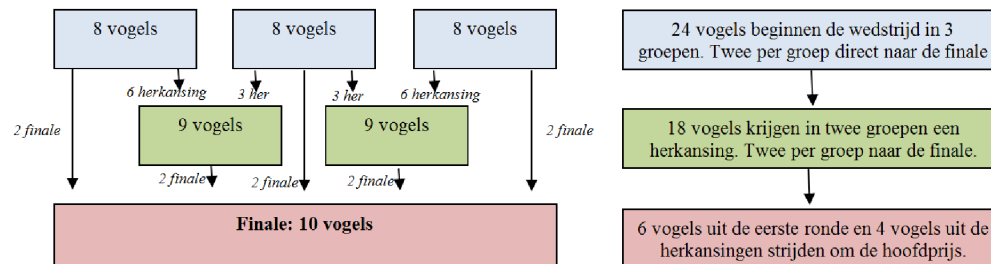 8 vogels
8 vogels
8 vogels
24 vogels beginnen de wedstrijd in 3
groepen. Twee per groep direct naar de finale
6 herkansing
3 her
3 her
6 herkansing
2 finale
9 vogels
9 vogels
2 finale
18 vogels krijgen in twee groepen een
herkansing. Twee per groep naar de finale.
2 finale
2 finale
2 finale
Finale: 10 vogels
6 vogels uit de eerste ronde en 4 vogels uit de
herkansingen strijden om de hoofdprijs.